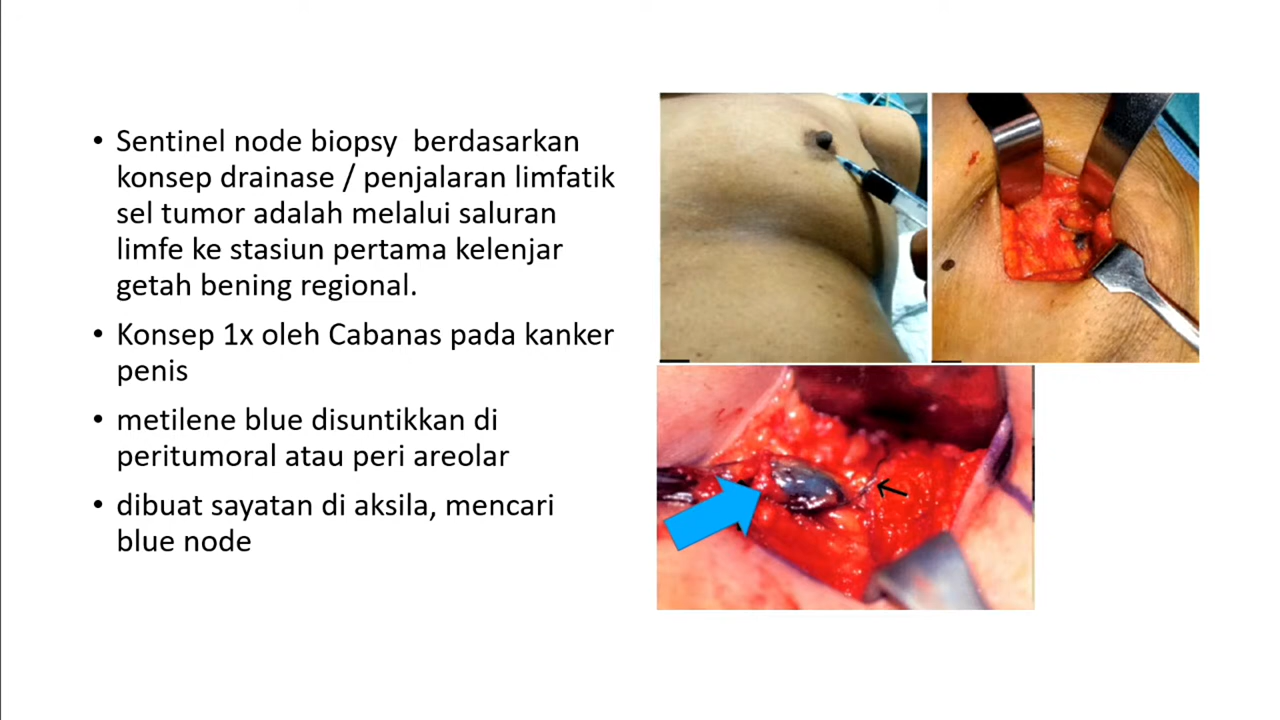 • Sentinel node biopsy  berdasarkan
konsep drainase / penjalaran limfatik
sel tumor adalah melalui saluran
limfe ke stasiun pertama kelenjar
getah bening regional.
• Konsep 1x oleh Cabanas pada kanker
penis
• metilene blue disuntikkan di
peritumoral atau peri areolar
• dibuat sayatan di aksila, mencari
blue node